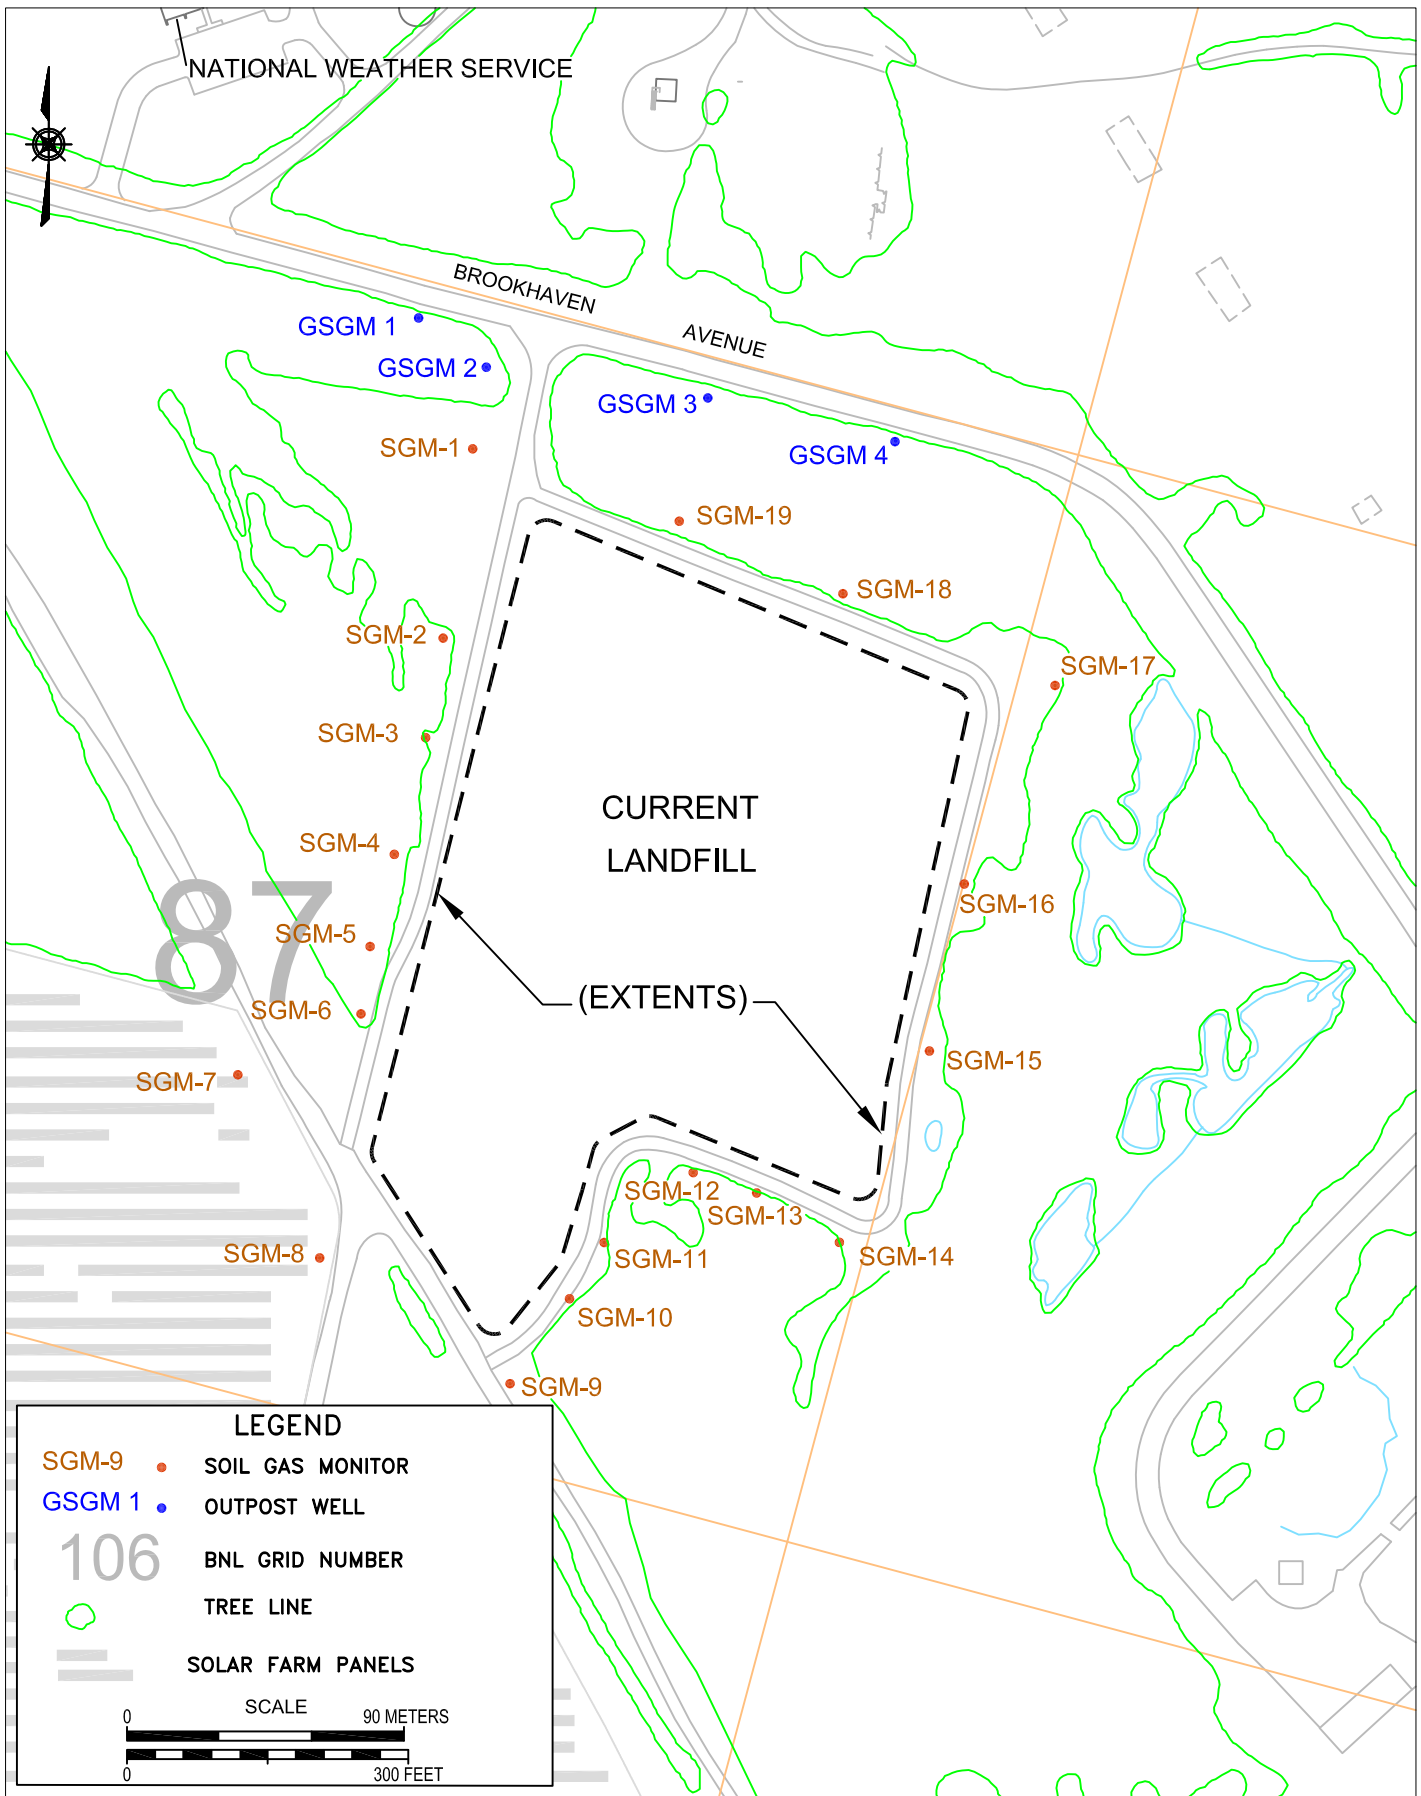 NATIONAL WEATHER SERVICE
BROOKHAVEN
AVENUE
GSGM 1
GSGM 2
GSGM 3
GSGM 4
SGM-1
SGM-19
SGM-18
SGM-2
SGM-17
SGM-3
CURRENT
LANDFILL
SGM-4
87
SGM-16
SGM-5
(EXTENTS)
SGM-6
SGM-15
SGM-7
SGM-12
SGM-13
SGM-8
SGM-11
SGM-14
SGM-10
SGM-9
LEGEND
SGM-9 SOIL GAS MONITOR
GSGM 1 OUTPOST WELL
106 BNL GRID NUMBER
TREE LINE
SOLAR FARM PANELS
SCALE
0 90 METERS
0 300 FEET